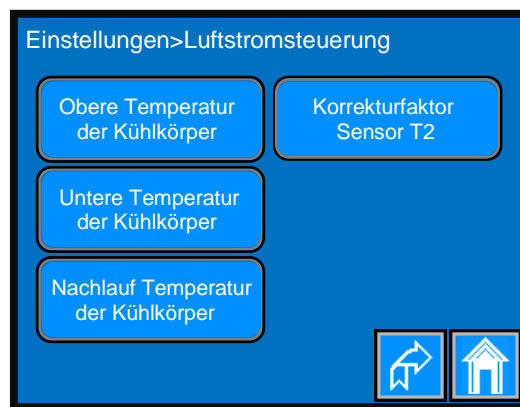 Einstellungen>Luftstromsteuerung
Obere Temperatur
der Kühlkörper
Korrekturfaktor
Sensor T2
Untere Temperatur
der Kühlkörper
Nachlauf Temperatur
der Kühlkörper